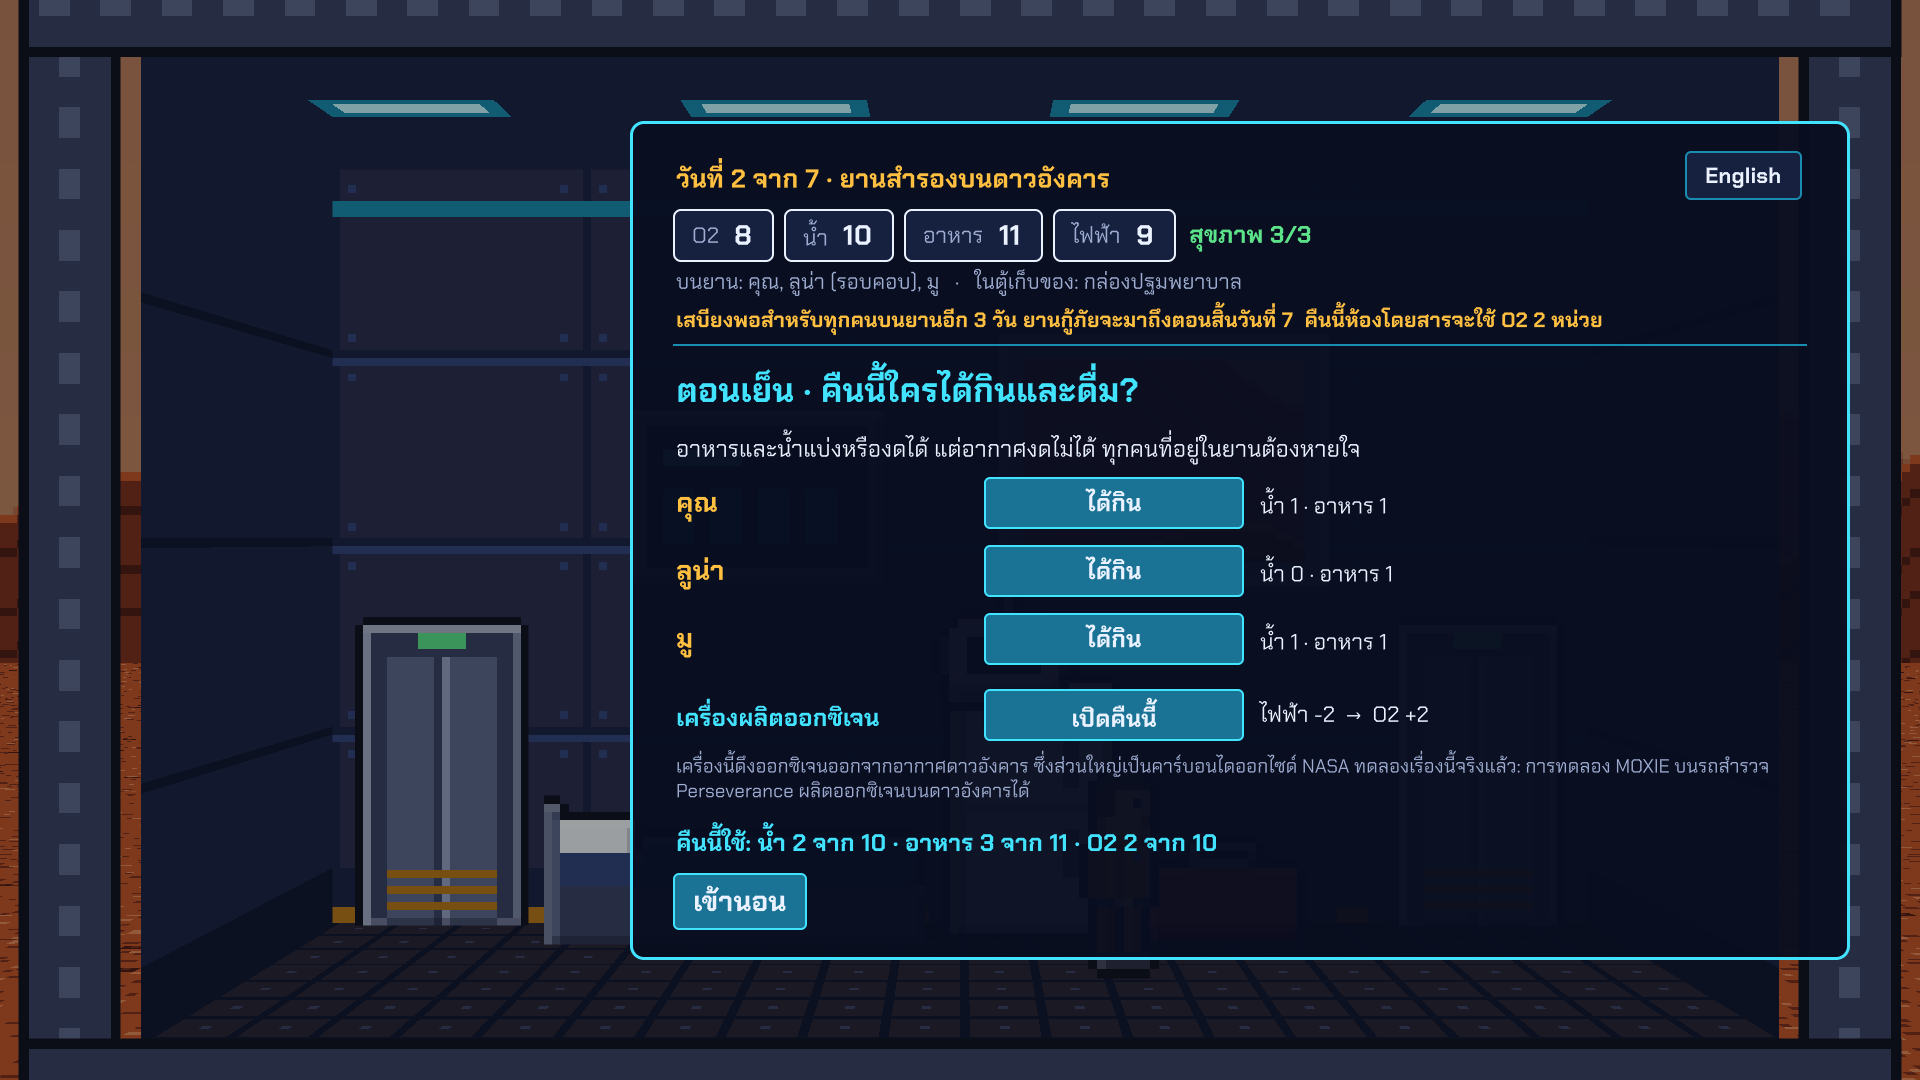 วันที่ 2 จาก 7 · ยานสำรองบนดาวอังคาร
English
O2 8 น้ำ 10 อาหาร 11 ไฟฟ้า 9 สุขภาพ 3/3
บนยาน: คุณ, ลูน่า (รอบคอบ), มู · ในตู้เก็บของ: กล่องปฐมพยาบาล
เสบียงพอสำหรับทุกคนบนยานอีก 3 วัน ยานกู้ภัยจะมาถึงตอนสิ้นวันที่ 7 คืนนี้ห้องโดยสารจะใช้ O2 2 หน่วย
ตอนเย็น · คืนนี้ใครได้กินและดื่ม?
อาหารและน้ำแบ่งหรืองดได้ แต่อากาศงดไม่ได้ ทุกคนที่อยู่ในยานต้องหายใจ
คุณ ได้กิน น้ำ 1 · อาหาร 1
ลูน่า ได้กิน น้ำ 0 · อาหาร 1
มู ได้กิน น้ำ 1 · อาหาร 1
เครื่องผลิตออกซิเจน เปิดคืนนี้ ไฟฟ้า -2 → O2 +2
เครื่องนี้ดึงออกซิเจนออกจากอากาศดาวอังคาร ซึ่งส่วนใหญ่เป็นคาร์บอนไดออกไซด์ NASA ทดลองเรื่องนี้จริงแล้ว: การทดลอง MOXIE บนรถสำรวจ
Perseverance ผลิตออกซิเจนบนดาวอังคารได้
คืนนี้ใช้: น้ำ 2 จาก 10 · อาหาร 3 จาก 11 · O2 2 จาก 10
เข้านอน